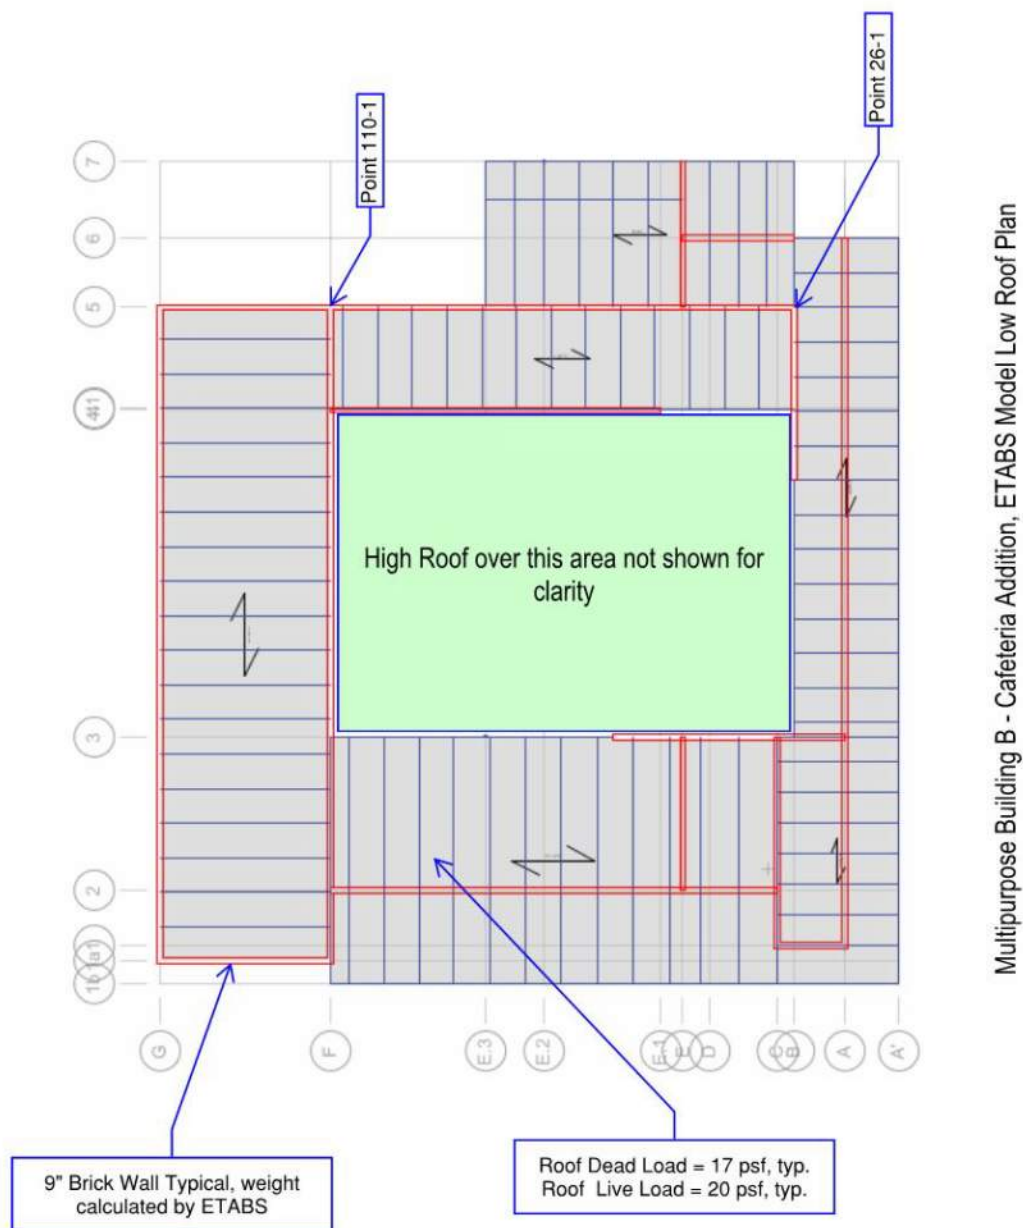 Point 26-1
Point 110-1
7
6
5
3
2
High Roof over this area not shown for
clarity
G
F
E.3
E.2
E.1
E
D
C
B
A
A'
9" Brick Wall Typical, weight
calculated by ETABS
Roof Dead Load = 17 psf, typ.
Roof Live Load = 20 psf, typ.
Multipurpose Building B - Cafeteria Addition, ETABS Model Low Roof Plan